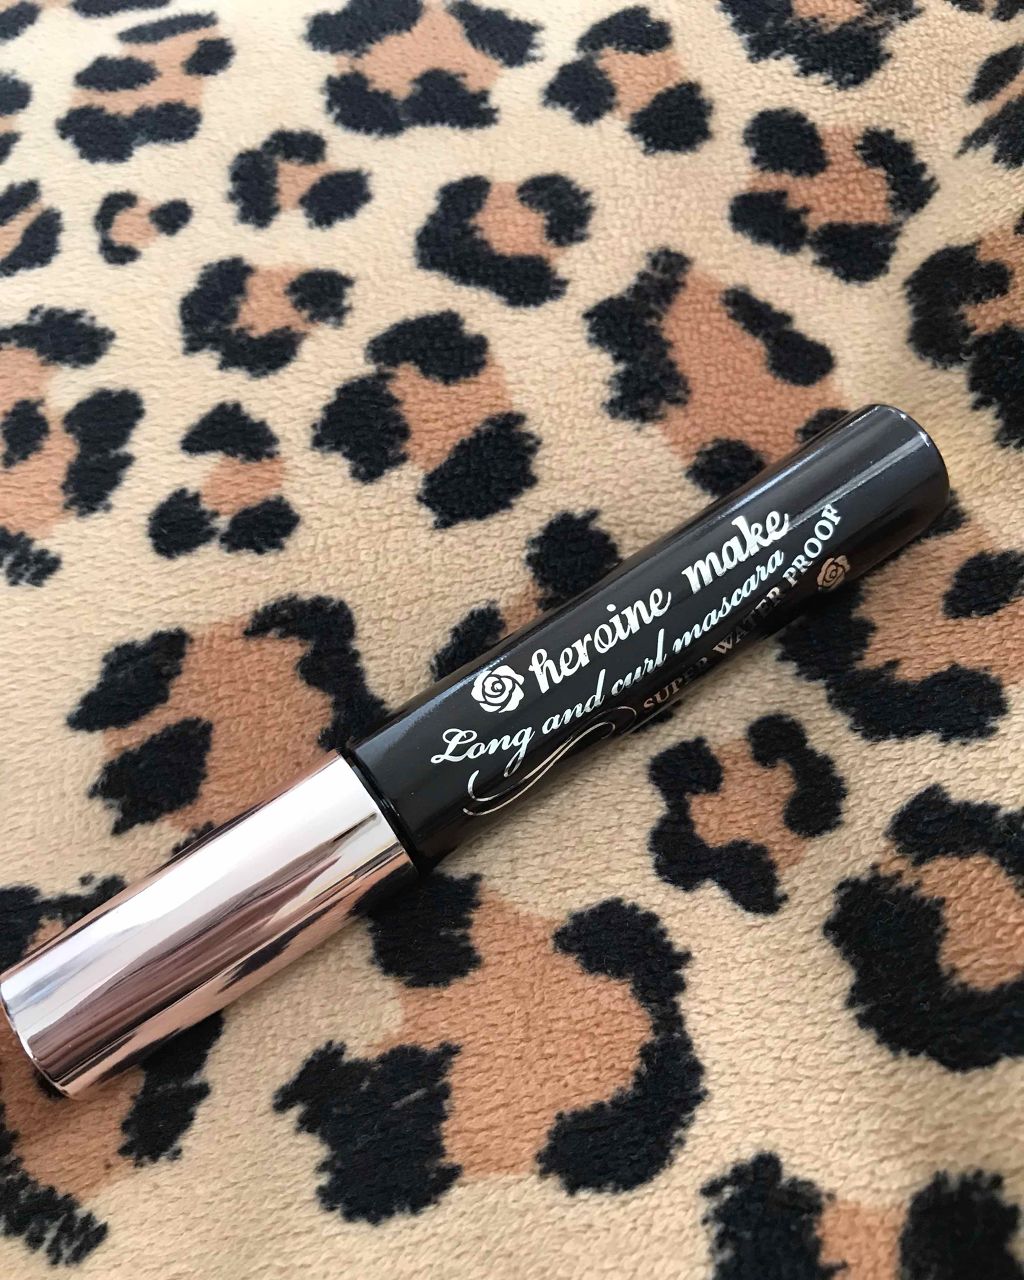 heroine make
Long and curl mascara
SUPER WATER PROOF